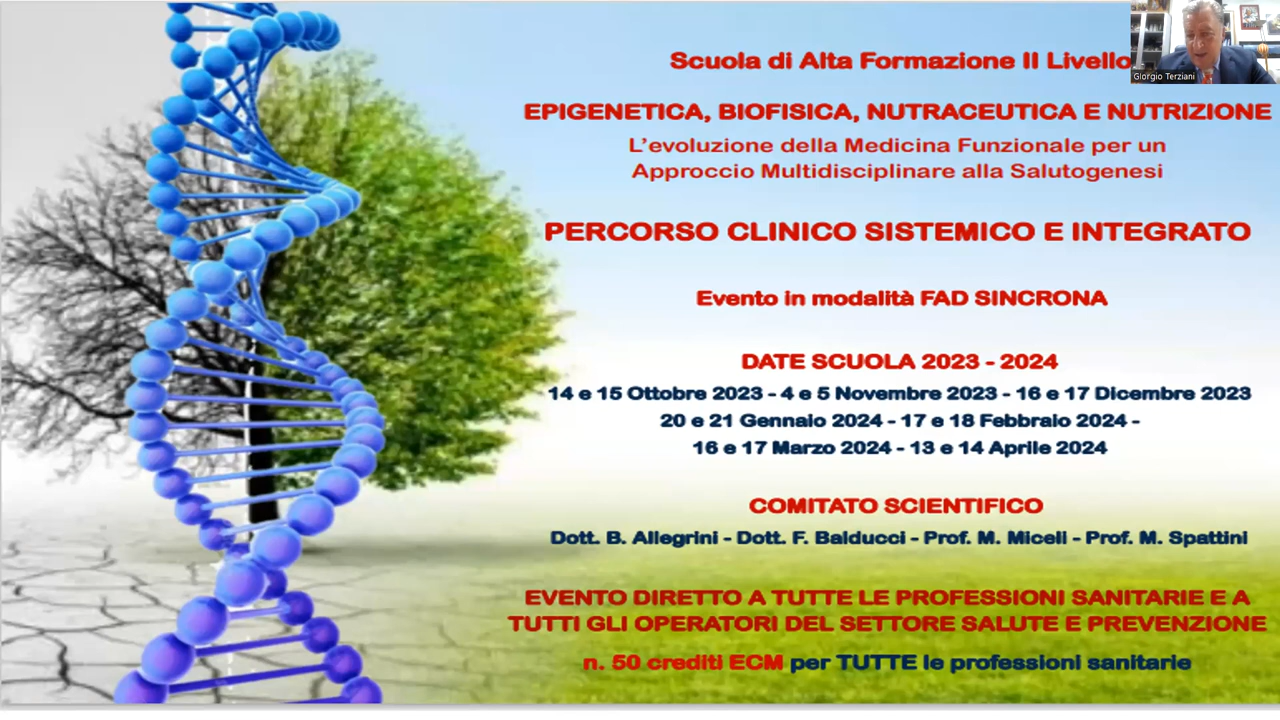 Scuola di Alta Formazione II Livello
Giorgio Terziani
EPIGENETICA, BIOFISICA, NUTRACEUTICA E NUTRIZIONE
L'evoluzione della Medicina Funzionale per un
Approccio Multidisciplinare alla Salutogenesi
PERCORSO CLINICO SISTEMICO E INTEGRATO
Evento in modalità FAD SINCRONA
DATE SCUOLA 2023 - 2024
14 e 15 Ottobre 2023 - 4 e 5 Novembre 2023 - 16 e 17 Dicembre 2023
20 e 21 Gennaio 2024 - 17 e 18 Febbraio 2024 -
16 e 17 Marzo 2024 - 13 e 14 Aprile 2024
COMITATO SCIENTIFICO
Dott. B. Allegrini - Dott. F. Balducci - Prof. M. Miceli - Prof. M. Spattini
EVENTO DIRETTO A TUTTE LE PROFESSIONI SANITARIE E A
TUTTI GLI OPERATORI DEL SETTORE SALUTE E PREVENZIONE
n. 50 crediti ECM per TUTTE le professioni sanitarie